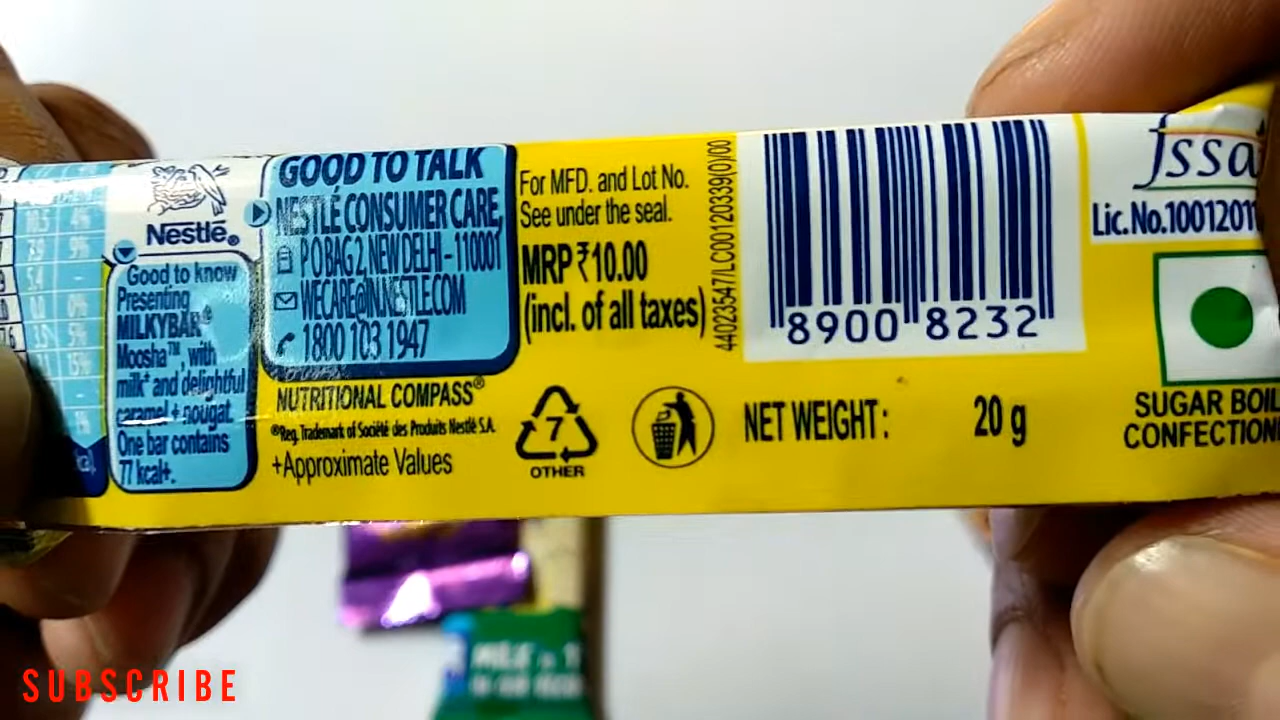 Nestlé®
Good to know
Presenting
MILKYBAR®
Moosha™, with
milk* and delightful
caramel + nougat.
One bar contains
77 kcal+.
GOOD TO TALK
NESTLÉ CONSUMER CARE,
PO BAG 2, NEW DELHI - 110001
WECARE@IN.NESTLE.COM
1800 103 1947
NUTRITIONAL COMPASS®
®Reg. Trademark of Société des Produits Nestlé S.A.
+Approximate Values
For MFD. and Lot No.
See under the seal.
MRP ₹10.00
(incl. of all taxes)
44023547/LC00120339(0)/00
7
OTHER
8900 8232
NET WEIGHT: 20 g
fssa
Lic.No.1001201
SUGAR BOIL
CONFECTION
SUBSCRIBE